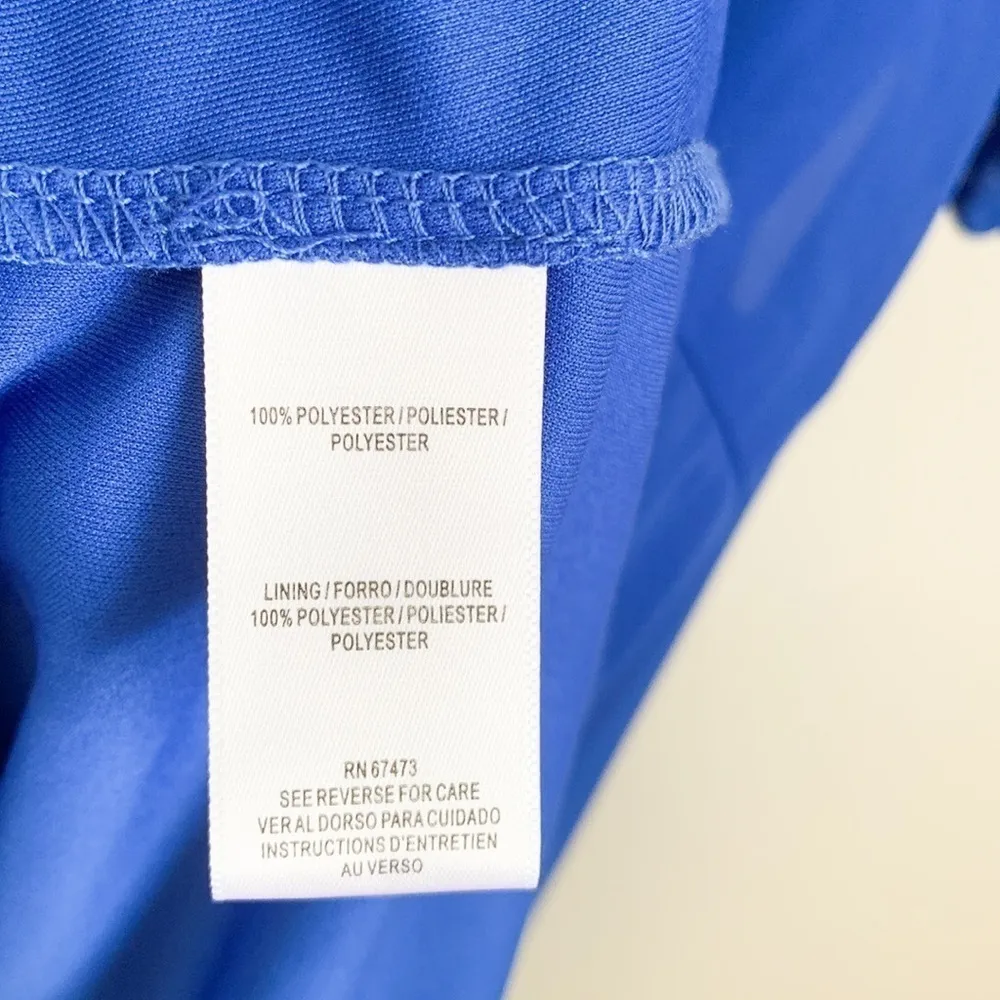 100% POLYESTER / POLIESTER /
POLYESTER
LINING / FORRO / DOUBLURE
100% POLYESTER / POLIESTER /
POLYESTER
RN 67473
SEE REVERSE FOR CARE
VER AL DORSO PARA CUIDADO
INSTRUCTIONS D'ENTRETIEN
AU VERSO